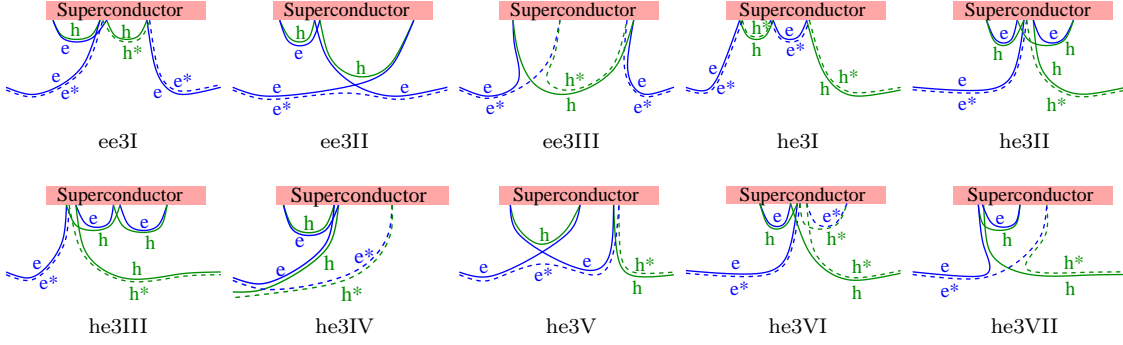 Superconductor Superconductor Superconductor Superconductor Superconductor
h h e h* e e* e e*
e h h e e* e
h* h e e* e*
h* h e* e h* h
h e h e e* h h*
ee3I ee3II ee3III he3I he3II
Superconductor Superconductor Superconductor Superconductor Superconductor
e h e h e e* h h*
h e h e* e h*
h e e* e h* h
h e* h* e e* h* h
e h e e* h* h
he3III he3IV he3V he3VI he3VII